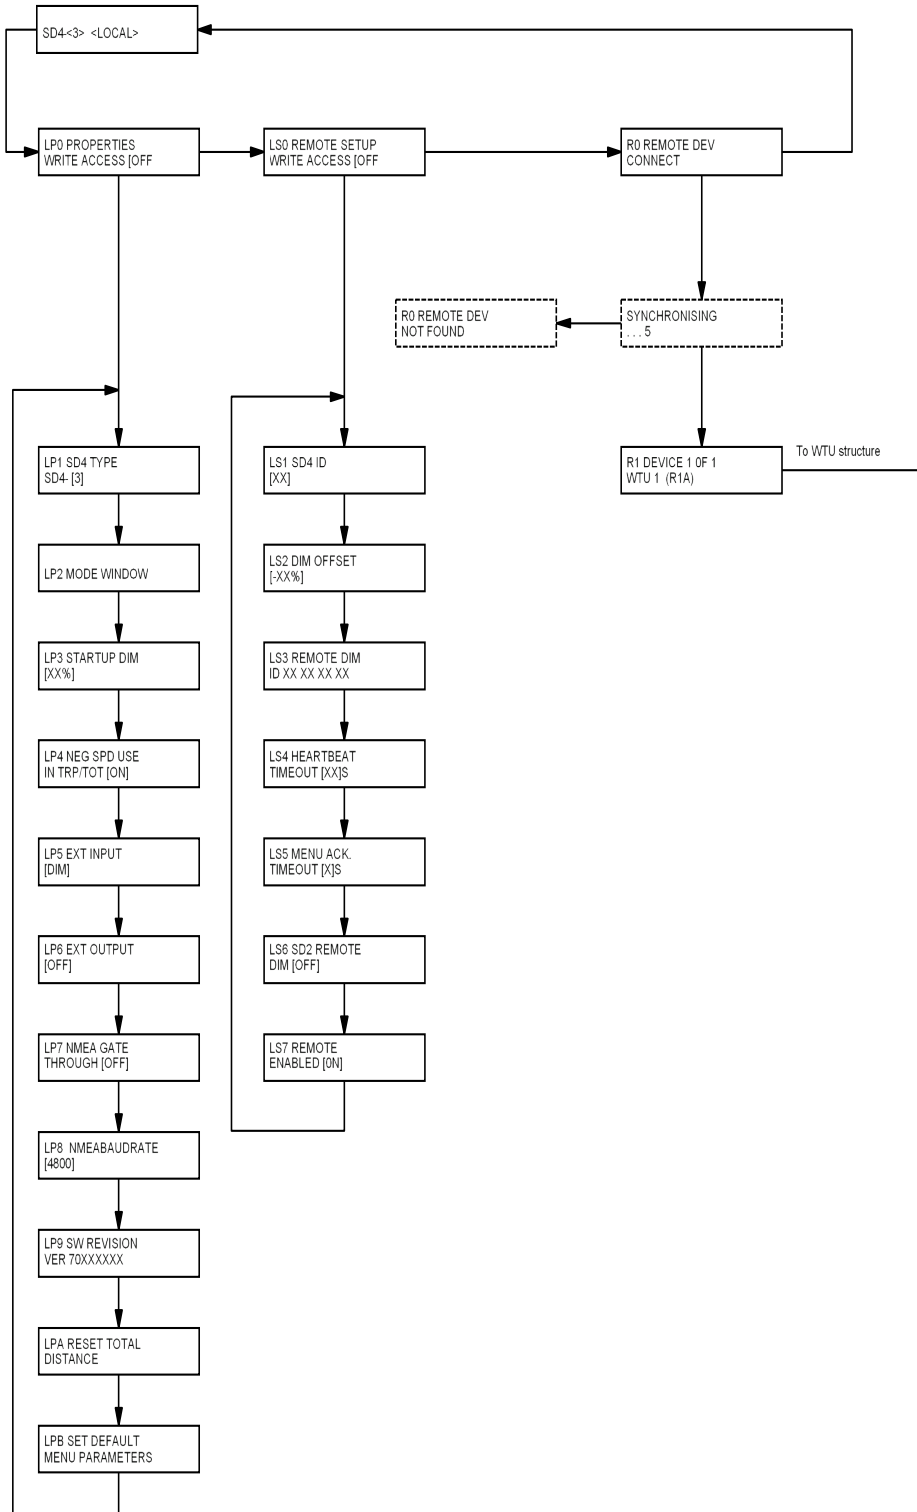 SD4-<3> <LOCAL>
LP0 PROPERTIES
WRITE ACCESS [OFF
LS0 REMOTE SETUP
WRITE ACCESS [OFF
R0 REMOTE DEV
CONNECT
R0 REMOTE DEV
NOT FOUND
SYNCHRONISING
. . . 5
LP1 SD4 TYPE
SD4- [3]
LP2 MODE WINDOW
LP3 STARTUP DIM
[XX%]
LP4 NEG SPD USE
IN TRP/TOT [ON]
LP5 EXT INPUT
[DIM]
LP6 EXT OUTPUT
[OFF]
LP7 NMEA GATE
THROUGH [OFF]
LP8 NMEABAUDRATE
[4800]
LP9 SW REVISION
VER 70XXXXXX
LPA RESET TOTAL
DISTANCE
LPB SET DEFAULT
MENU PARAMETERS
LS1 SD4 ID
[XX]
LS2 DIM OFFSET
[-XX%]
LS3 REMOTE DIM
ID XX XX XX XX
LS4 HEARTBEAT
TIMEOUT [XX]S
LS5 MENU ACK.
TIMEOUT [X]S
LS6 SD2 REMOTE
DIM [OFF]
LS7 REMOTE
ENABLED [0N]
R1 DEVICE 1 0F 1
WTU 1 (R1A)
To WTU structure